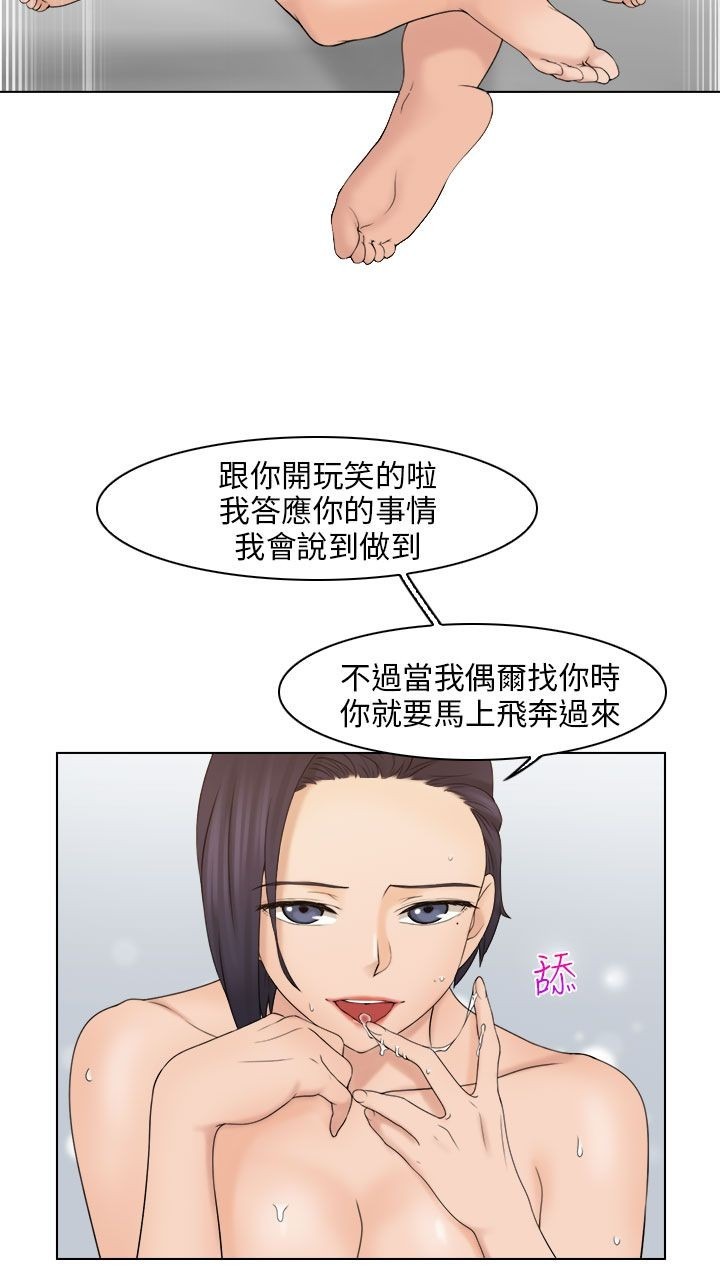 跟你開玩笑的啦
我答應你的事情
我會說到做到
不過當我偶爾找你時
你就要馬上飛奔過來
舔